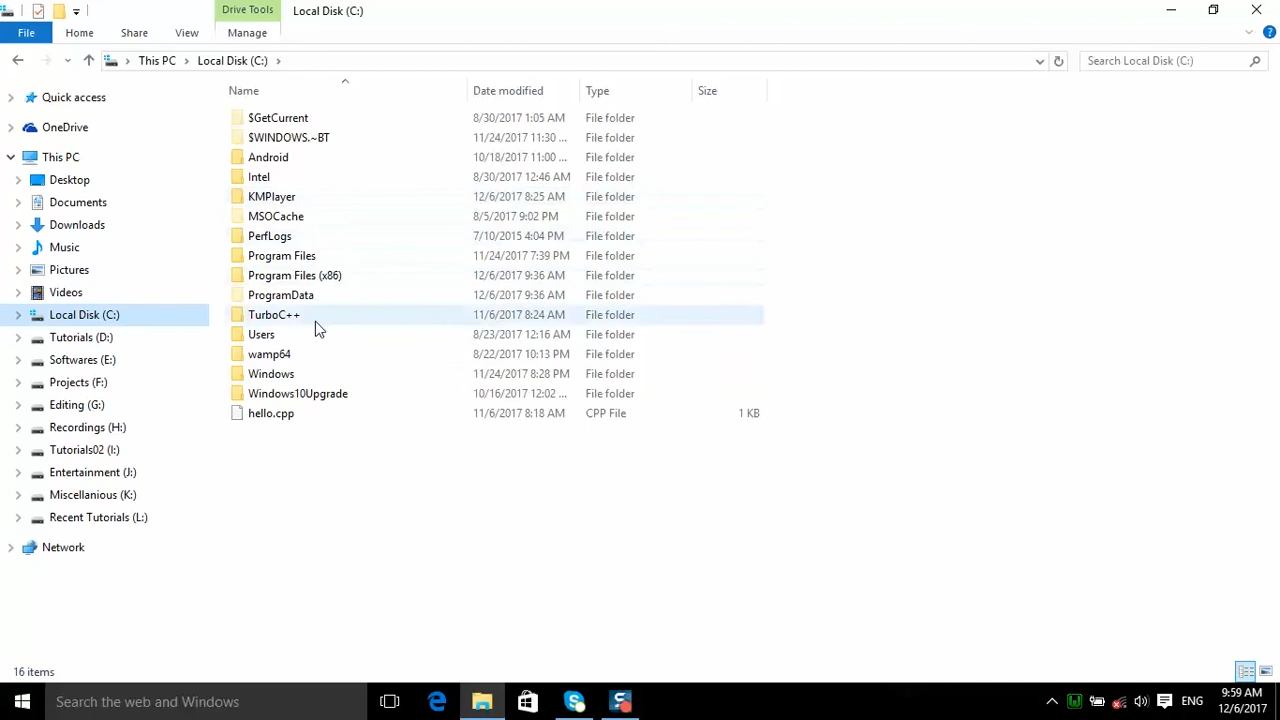 Drive Tools Local Disk (C:)
File Home Share View Manage
This PC Local Disk (C:) Search Local Disk (C:)
Name Date modified Type Size
Quick access
OneDrive
This PC
Desktop
Documents
Downloads
Music
Pictures
Videos
Local Disk (C:)
Tutorials (D:)
Softwares (E:)
Projects (F:)
Editing (G:)
Recordings (H:)
Tutorials02 (I:)
Entertainment (J:)
Miscellanious (K:)
Recent Tutorials (L:)
Network
$GetCurrent 8/30/2017 1:05 AM File folder
$WINDOWS.~BT 11/24/2017 11:30 ... File folder
Android 10/18/2017 11:00 ... File folder
Intel 8/30/2017 12:46 AM File folder
KMPlayer 12/6/2017 8:25 AM File folder
MSOCache 8/5/2017 9:02 PM File folder
PerfLogs 7/10/2015 4:04 PM File folder
Program Files 11/24/2017 7:39 PM File folder
Program Files (x86) 12/6/2017 9:36 AM File folder
ProgramData 12/6/2017 9:36 AM File folder
TurboC++ 11/6/2017 8:24 AM File folder
Users 8/23/2017 12:16 AM File folder
wamp64 8/22/2017 10:13 PM File folder
Windows 11/24/2017 8:28 PM File folder
Windows10Upgrade 10/16/2017 12:02 ... File folder
hello.cpp 11/6/2017 8:18 AM CPP File 1 KB
16 items
Search the web and Windows
ENG
9:59 AM
12/6/2017